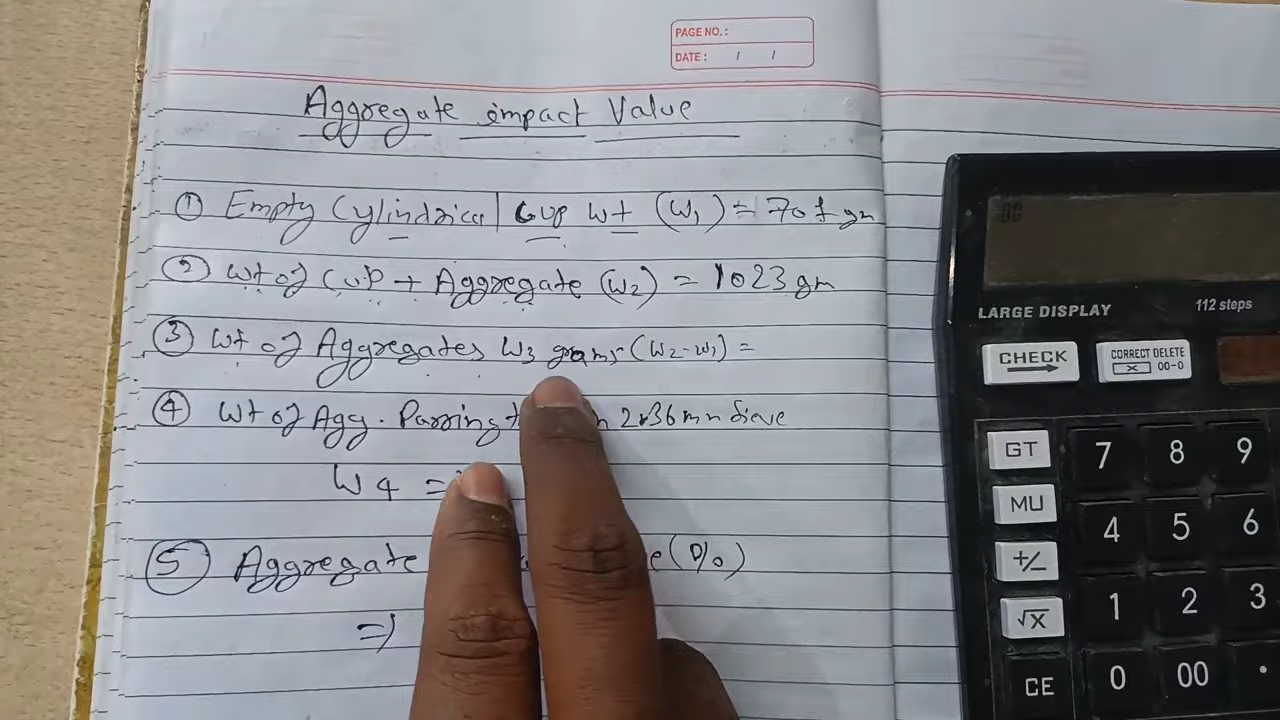 PAGE NO. :
DATE : / /
Aggregate impact Value
① Empty Cylindrical Cup wt (W1) = gm
② Wt of Cup + Aggregate (W2) = 1023 gm
③ Wt of Aggregates W3 grams (W2-W1) =
④ Wt of Agg. Passing 2.36mm Sieve
W4 =
⑤ Aggregate (%)
=)
00
LARGE DISPLAY
112 steps
CHECK
CORRECT DELETE
X 00-0
GT 7 8 9
MU 4 5 6
+/-
√X 1 2 3
CE 0 00 .